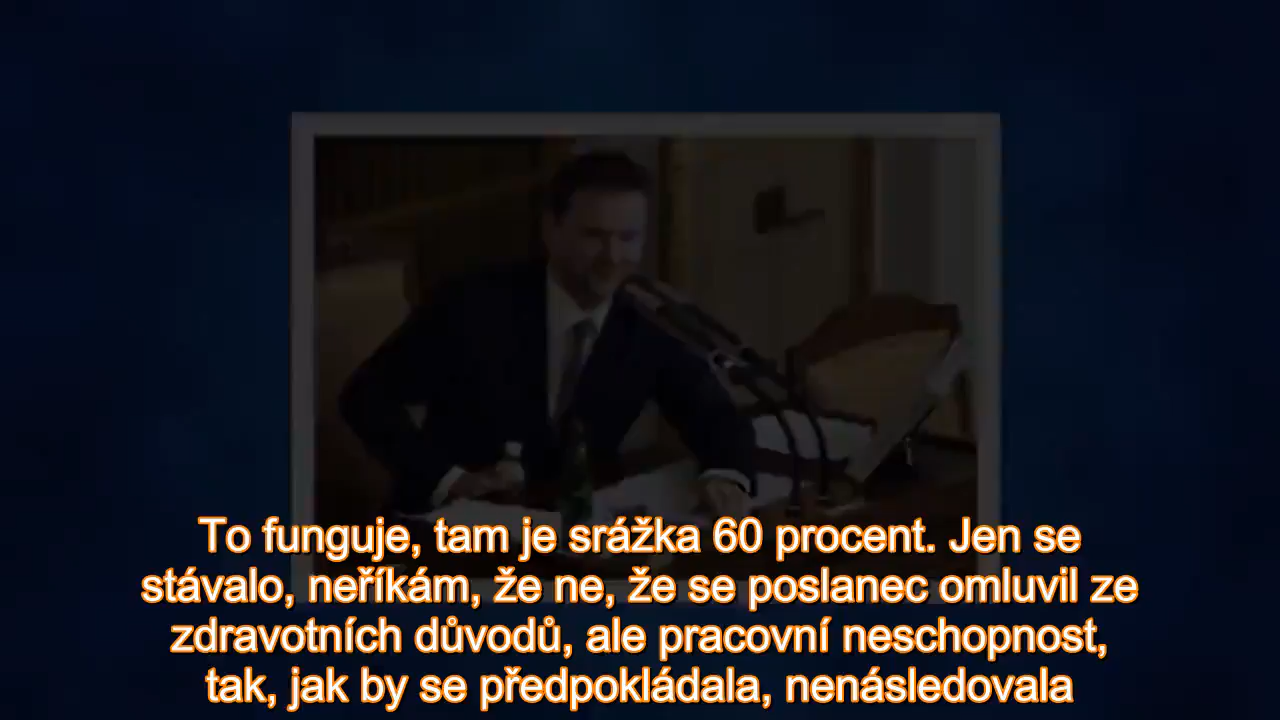 To funguje, tam je srážka 60 procent. Jen se
stávalo, neříkám, že ne, že se poslanec omluvil ze
zdravotních důvodů, ale pracovní neschopnost,
tak, jak by se předpokládala, nenásledovala